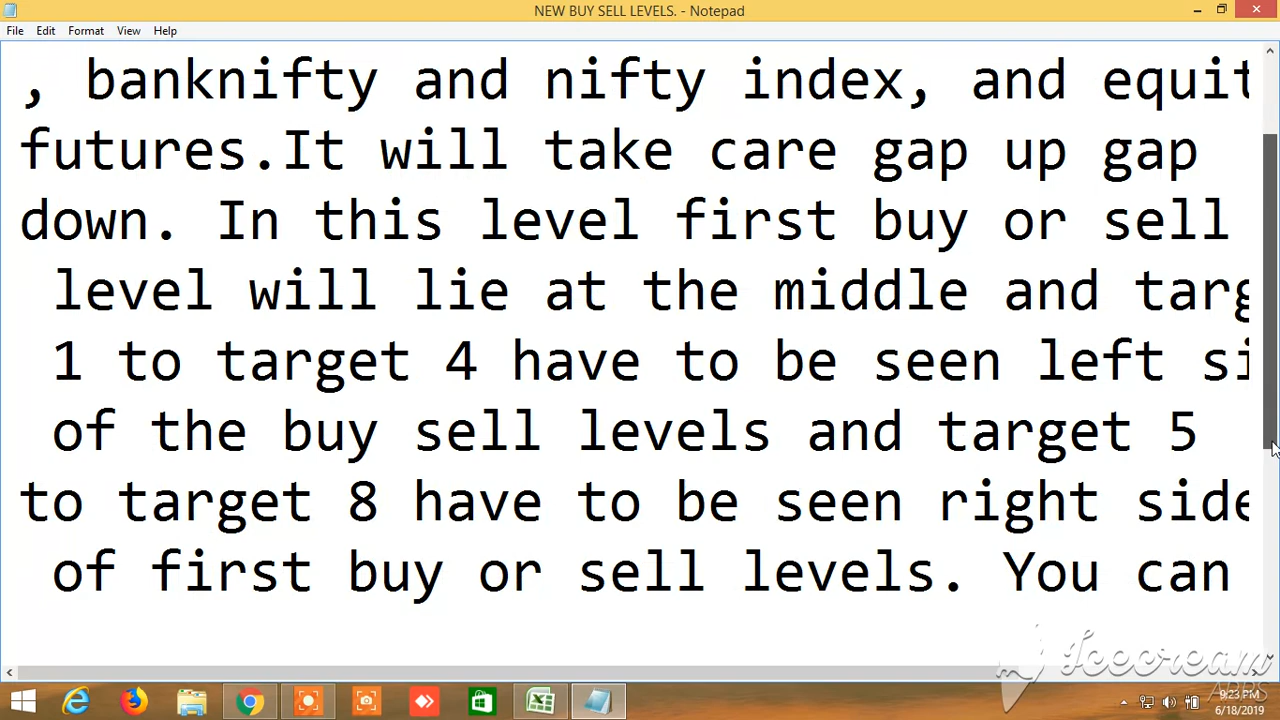 NEW BUY SELL LEVELS. - Notepad
File Edit Format View Help
, banknifty and nifty index, and equit
futures.It will take care gap up gap
down. In this level first buy or sell
level will lie at the middle and targ
1 to target 4 have to be seen left si
of the buy sell levels and target 5
to target 8 have to be seen right side
of first buy or sell levels. You can
Icecream
APPS
9:23 PM
6/18/2019